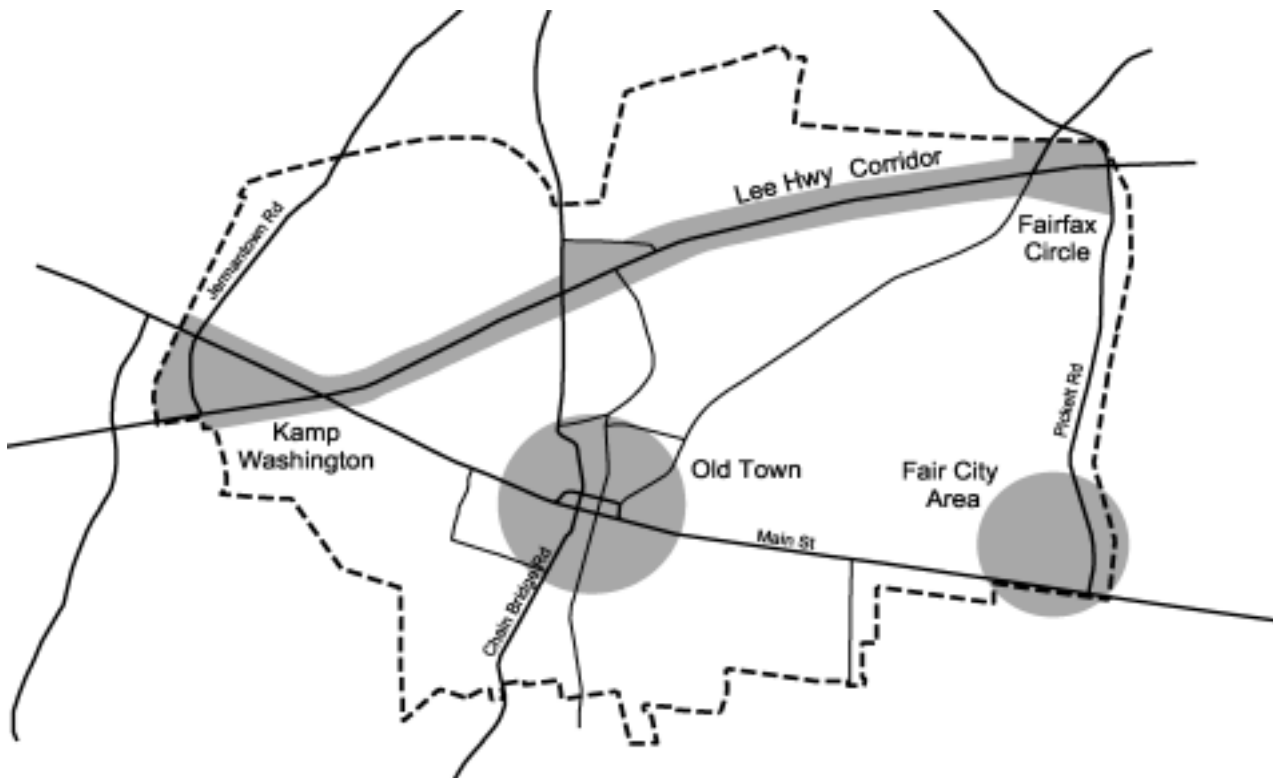 Lee Hwy Corridor
Jermantown Rd
Fairfax
Circle
Kamp
Washington
Old Town
Fair City
Area
Pickett Rd
Main St
Chain Bridge Rd